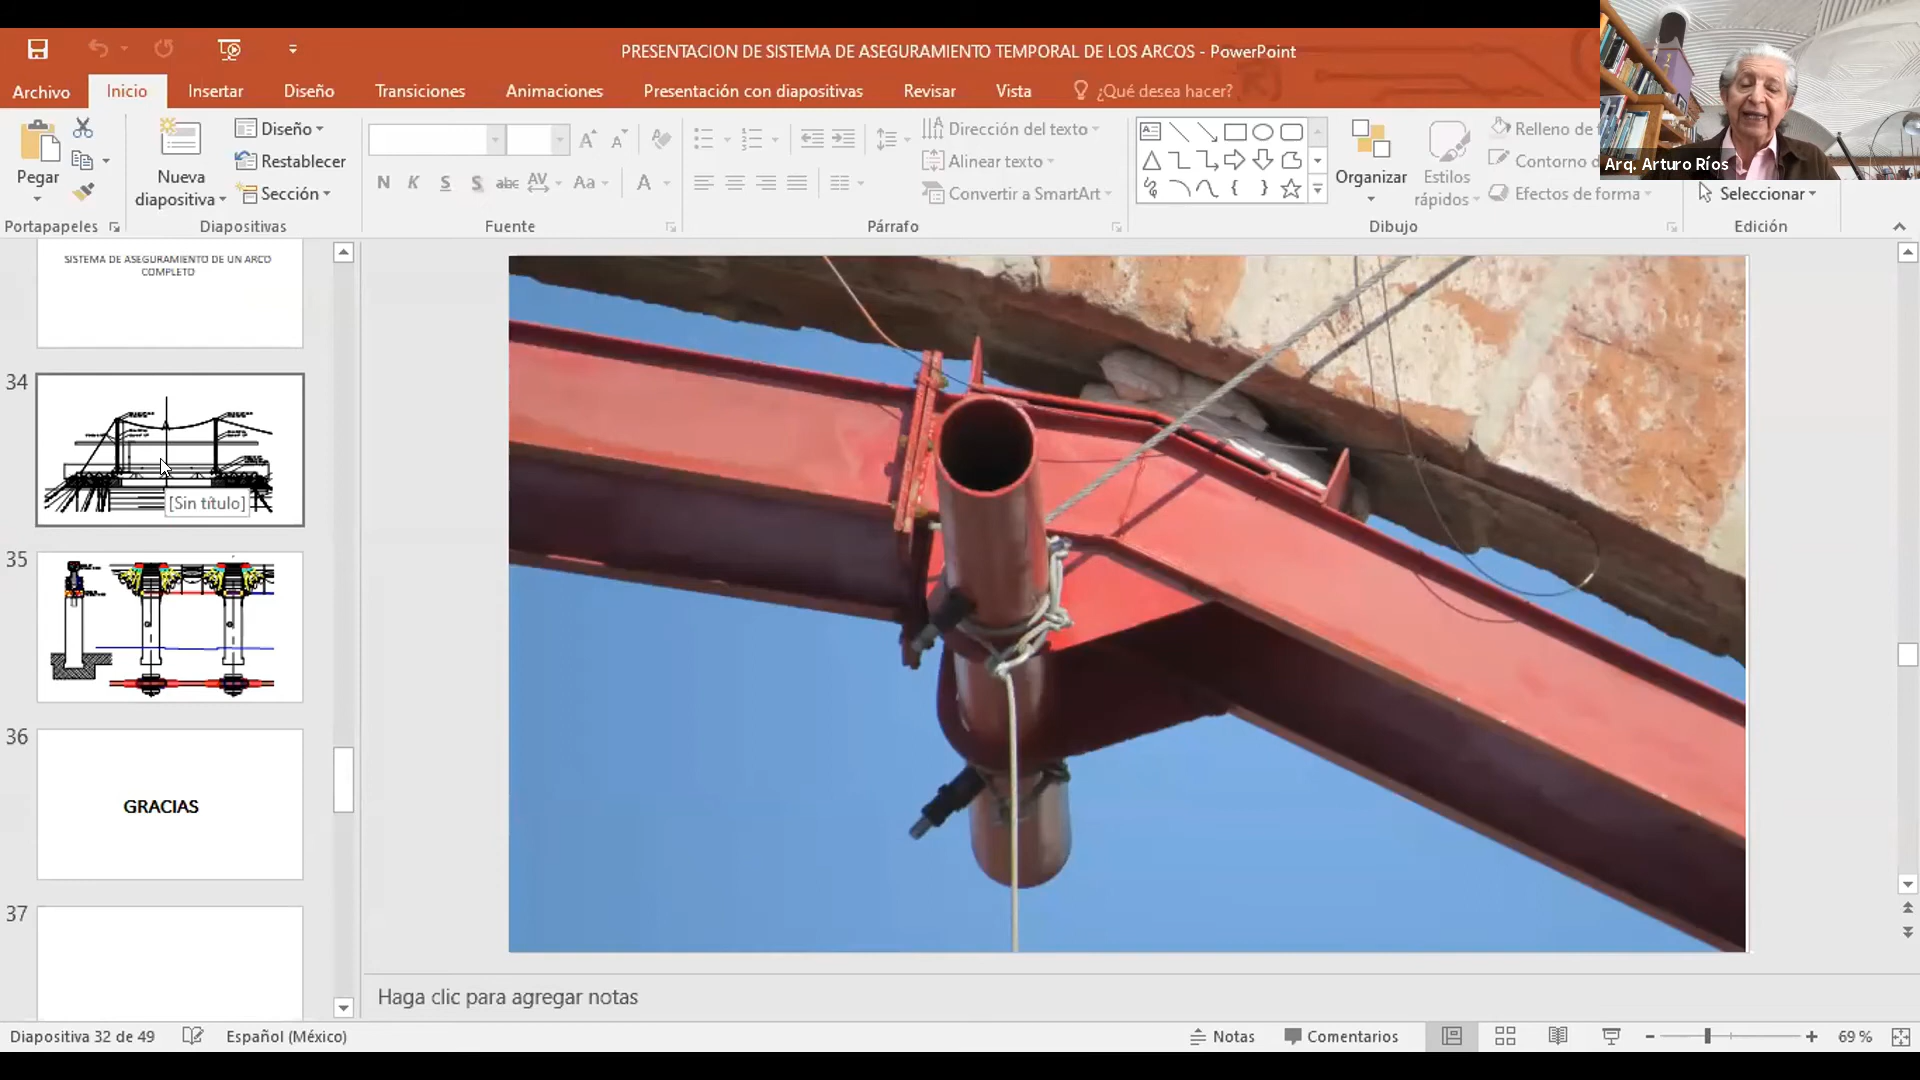 PRESENTACION DE SISTEMA DE ASEGURAMIENTO TEMPORAL DE LOS ARCOS - PowerPoint
Archivo
Inicio
Insertar
Diseño
Transiciones
Animaciones
Presentación con diapositivas
Revisar
Vista
¿Qué desea hacer?
Arq. Arturo Ríos
Pegar
Nueva
diapositiva
Diseño
Restablecer
Sección
N K S S abc AV Aa A
Dirección del texto
Alinear texto
Convertir a SmartArt
Organizar
Estilos
rápidos
Relleno de
Contorno
Efectos de forma
Seleccionar
Portapapeles
Diapositivas
Fuente
Párrafo
Dibujo
Edición
SISTEMA DE ASEGURAMIENTO DE UN ARCO
COMPLETO
34
[Sin título]
35
36
GRACIAS
37
Haga clic para agregar notas
Diapositiva 32 de 49
Español (México)
Notas
Comentarios
69 %